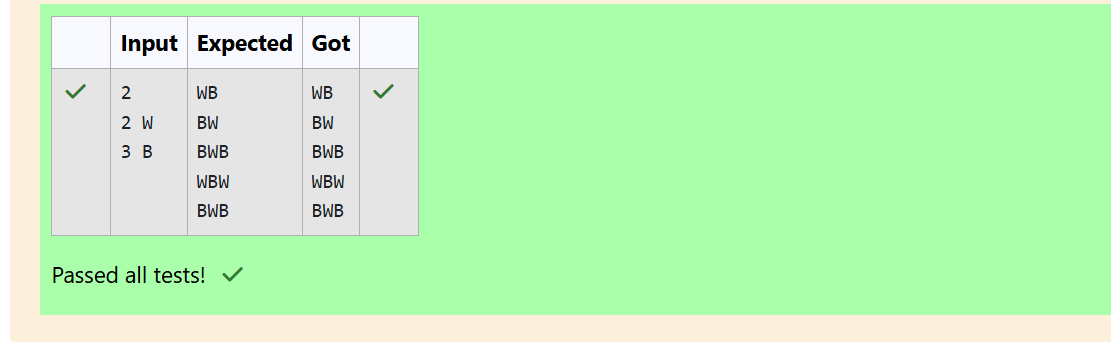 Input Expected Got
2 WB WB
2 W BW BW
3 B BWB BWB
WBW WBW
BWB BWB
Passed all tests!